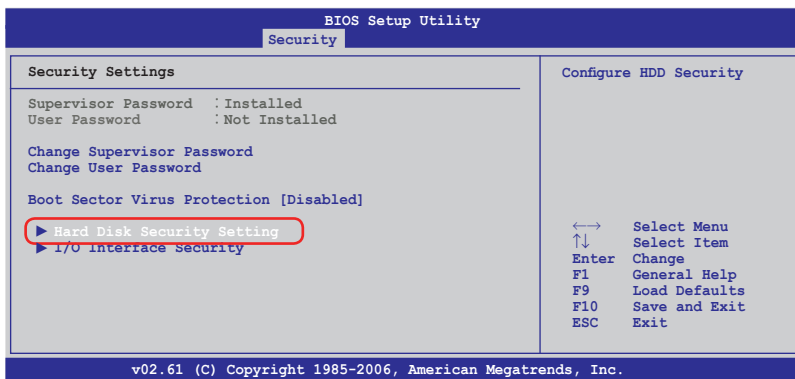 BIOS Setup Utility
Security
Security Settings
Supervisor Password : Installed
User Password : Not Installed
Change Supervisor Password
Change User Password
Boot Sector Virus Protection [Disabled]
▶ Hard Disk Security Setting
▶ I/O Interface Security
Configure HDD Security
←→ Select Menu
↑↓ Select Item
Enter Change
F1 General Help
F9 Load Defaults
F10 Save and Exit
ESC Exit
v02.61 (C) Copyright 1985-2006, American Megatrends, Inc.